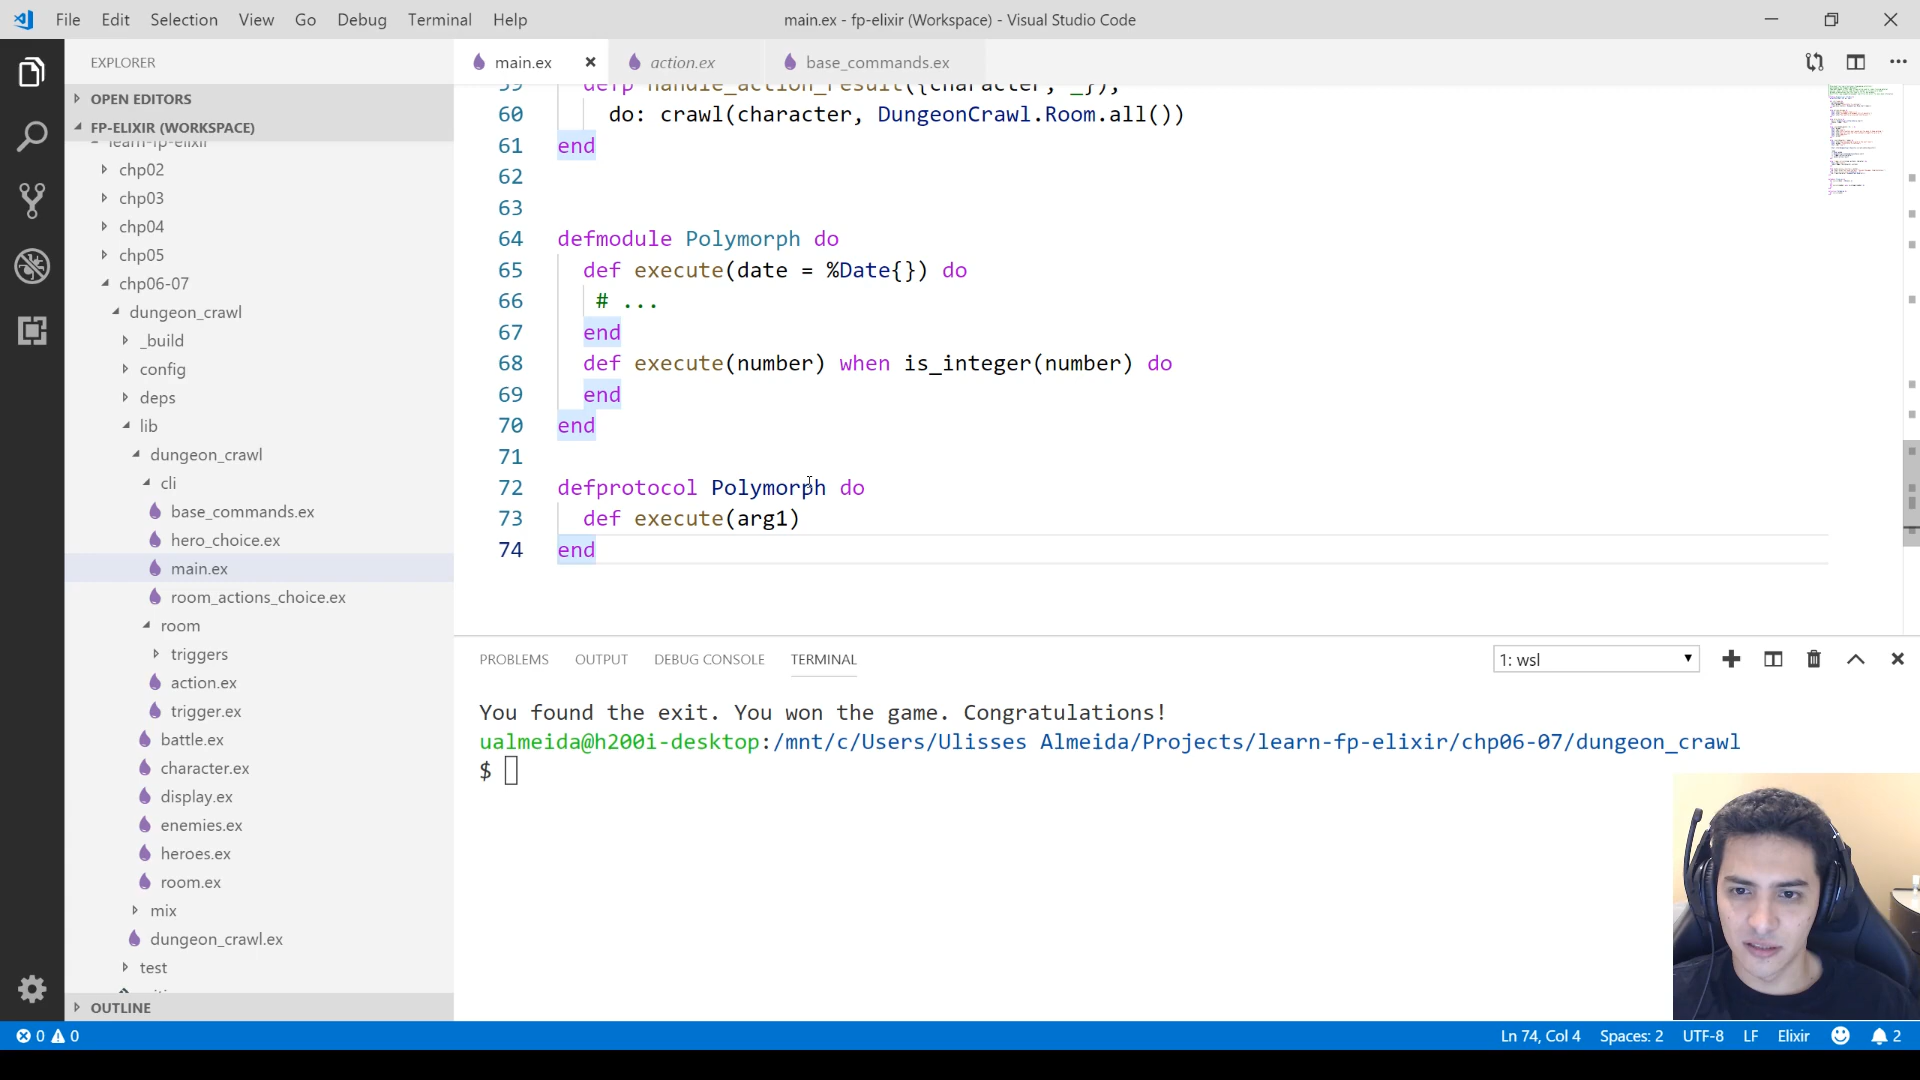 File Edit Selection View Go Debug Terminal Help
main.ex - fp-elixir (Workspace) - Visual Studio Code
EXPLORER
OPEN EDITORS
FP-ELIXIR (WORKSPACE)
learn-fp-elixir
chp02
chp03
chp04
chp05
chp06-07
dungeon_crawl
_build
config
deps
lib
dungeon_crawl
cli
base_commands.ex
hero_choice.ex
main.ex
room_actions_choice.ex
room
triggers
action.ex
trigger.ex
battle.ex
character.ex
display.ex
enemies.ex
heroes.ex
room.ex
mix
dungeon_crawl.ex
test
OUTLINE
main.ex action.ex base_commands.ex
59 defp handle_action_result({character, _}),
60 do: crawl(character, DungeonCrawl.Room.all())
61 end
62
63
64 defmodule Polymorph do
65 def execute(date = %Date{}) do
66 # ...
67 end
68 def execute(number) when is_integer(number) do
69 end
70 end
71
72 defprotocol Polymorph do
73 def execute(arg1)
74 end
PROBLEMS OUTPUT DEBUG CONSOLE TERMINAL
1: wsl
You found the exit. You won the game. Congratulations!
ualmeida@h200i-desktop:/mnt/c/Users/Ulisses Almeida/Projects/learn-fp-elixir/chp06-07/dungeon_crawl
$
0 0
Ln 74, Col 4 Spaces: 2 UTF-8 LF Elixir 2